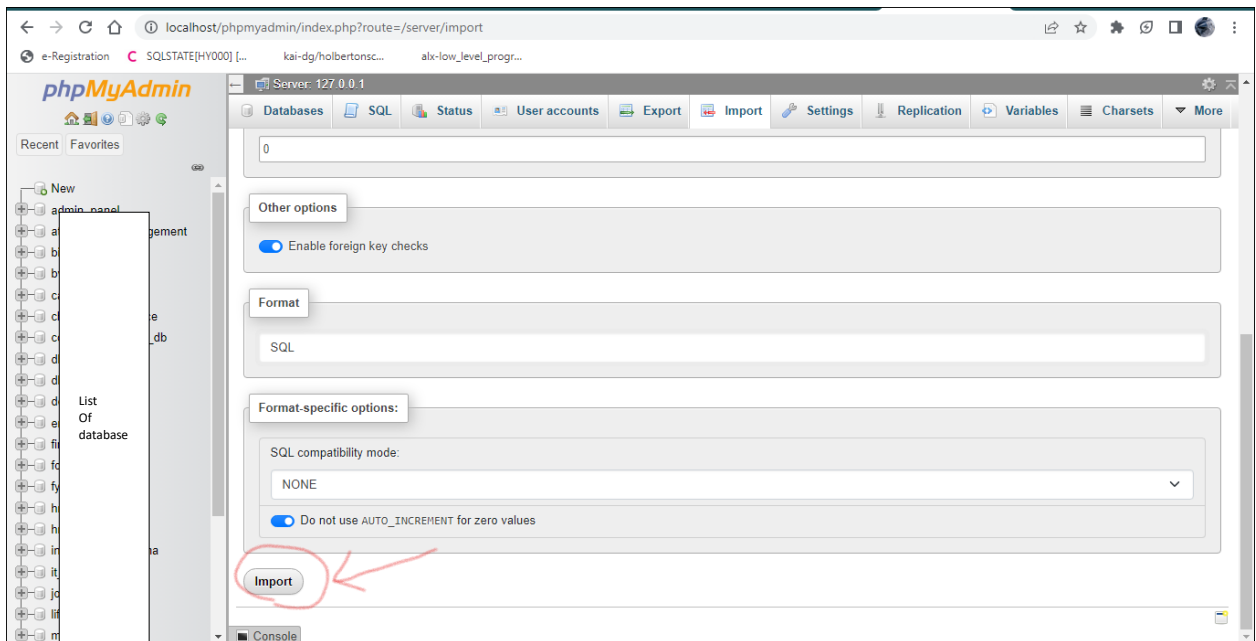 localhost/phpmyadmin/index.php?route=/server/import
e-Registration SQLSTATE[HY000] [... kai-dg/holbertonsc... alx-low_level_progr...
phpMyAdmin
Recent Favorites
New
admin_panel
gement
_db
List
Of
database
Server: 127.0.0.1
Databases SQL Status User accounts Export Import Settings Replication Variables Charsets More
0
Other options
Enable foreign key checks
Format
SQL
Format-specific options:
SQL compatibility mode:
NONE
Do not use AUTO_INCREMENT for zero values
Import
Console